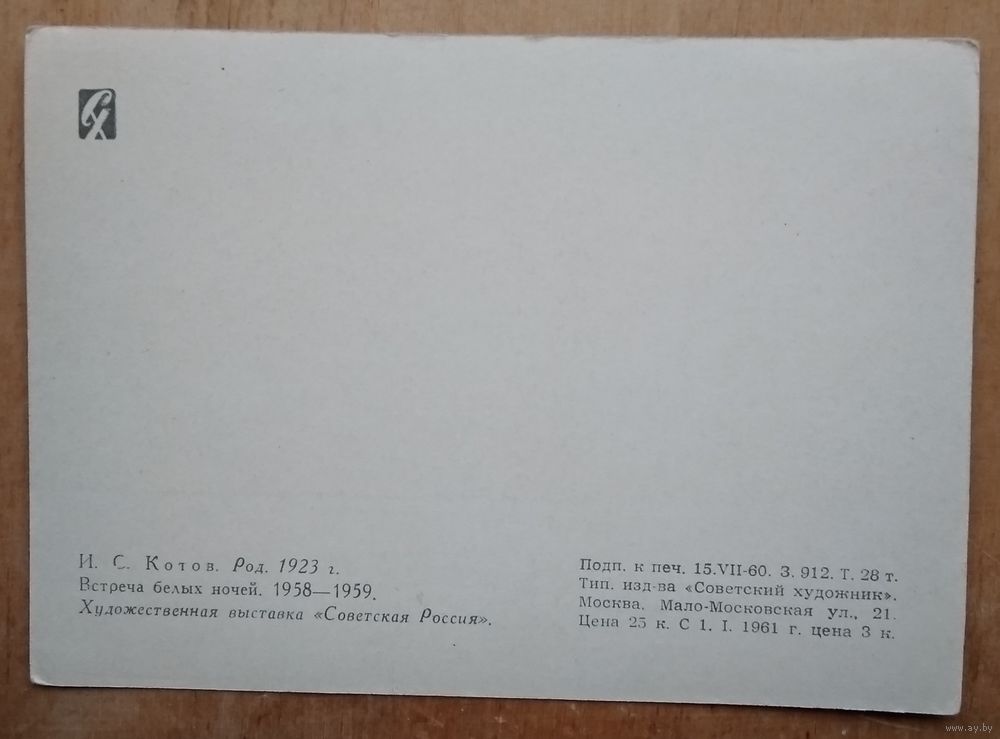 СХ
И. С. Котов. Род. 1923 г.
Встреча белых ночей. 1958—1959.
Художественная выставка «Советская Россия».
Подп. к печ. 15.VII-60. З. 912. Т. 28 т.
Тип. изд-ва «Советский художник».
Москва. Мало-Московская ул., 21.
Цена 25 к. С 1. I. 1961 г. цена 3 к.
www.ay.by